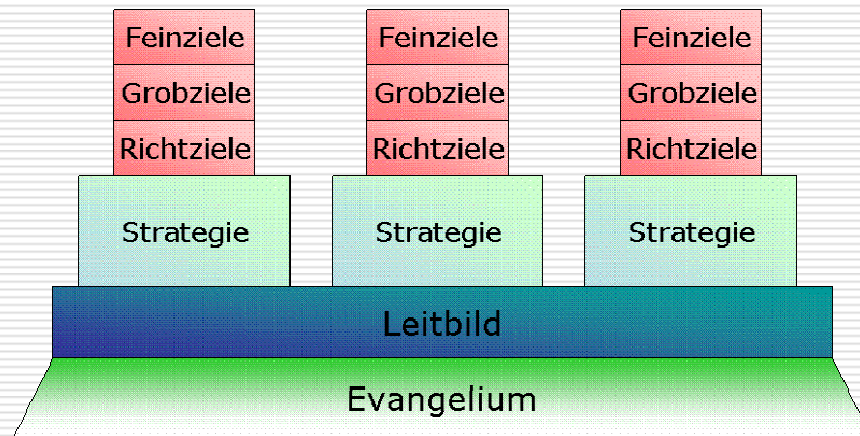 Feinziele Feinziele Feinziele
Grobziele Grobziele Grobziele
Richtziele Richtziele Richtziele
Strategie Strategie Strategie
Leitbild
Evangelium